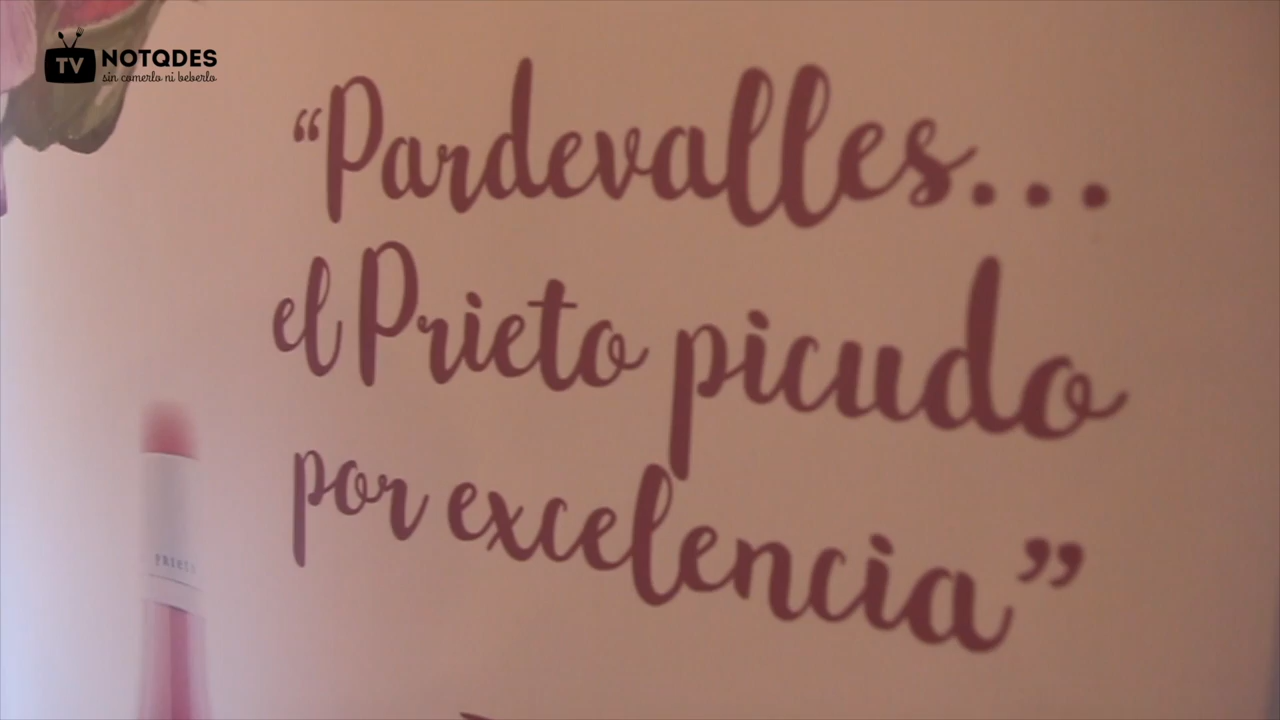 TV NOTQDES
sin comerlo ni beberlo
“Pardevalles...
el Prieto picudo
por excelencia”